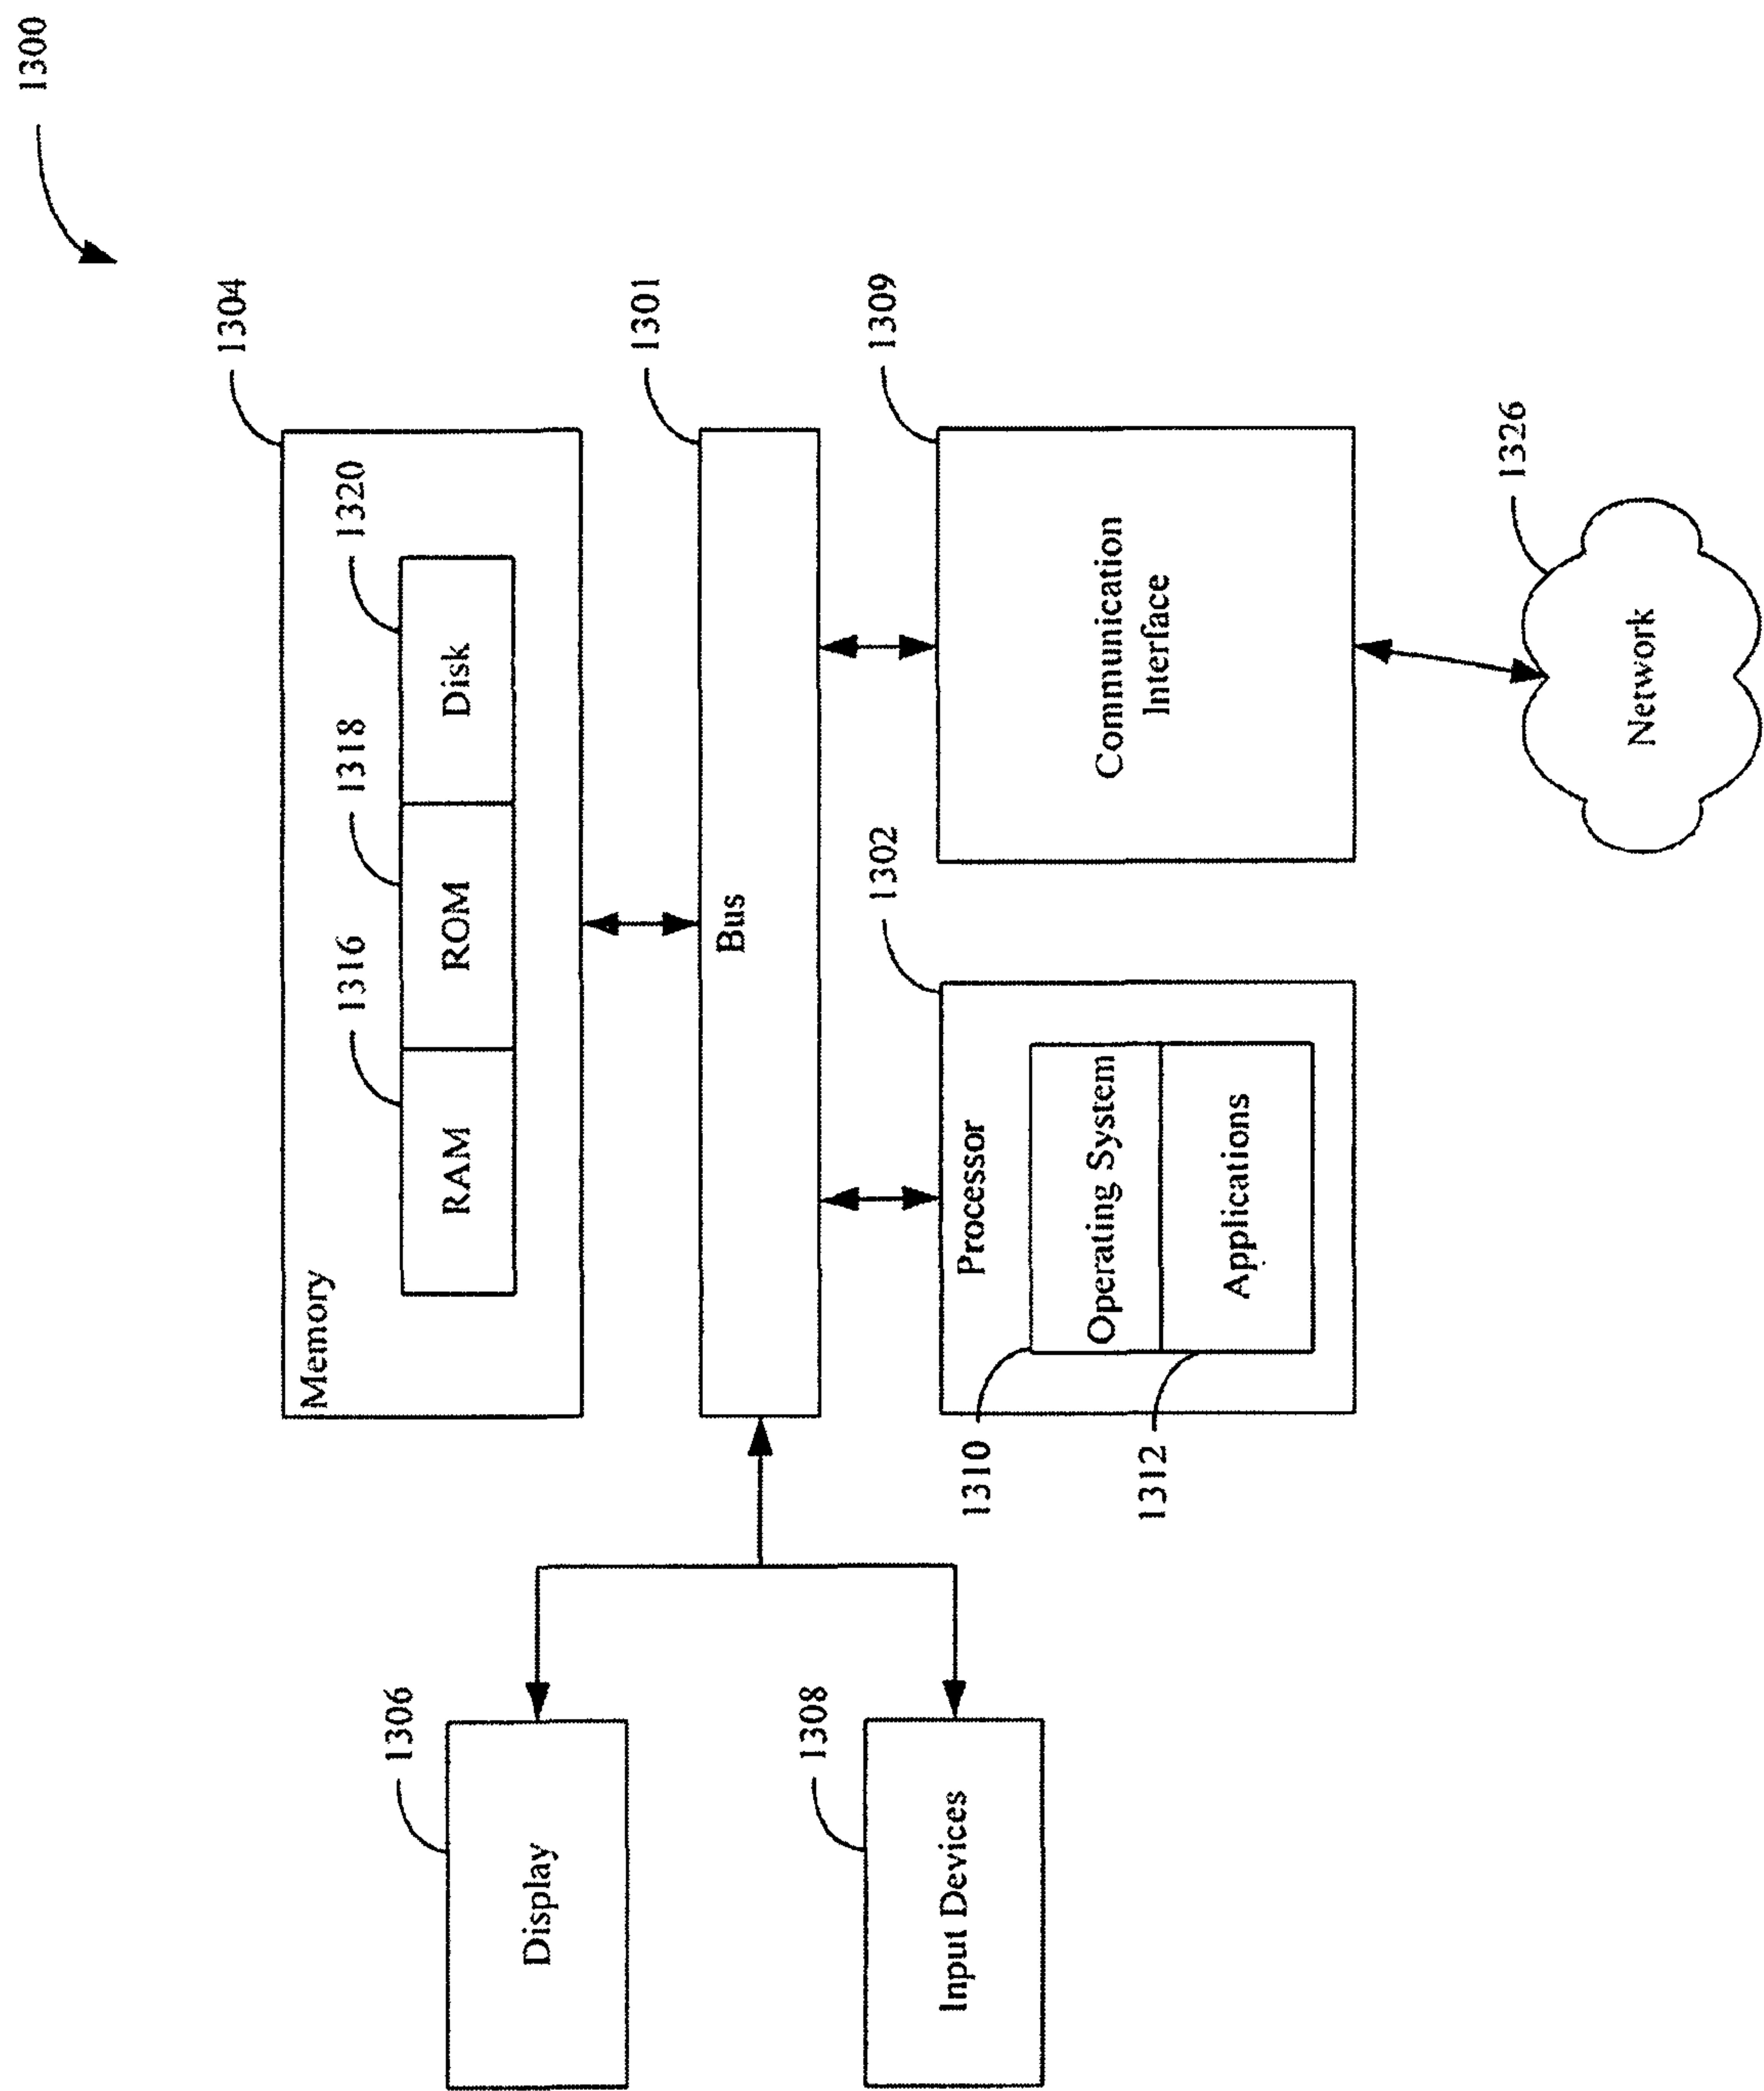 1300
1304
Memory
1316
1318
1320
RAM
ROM
Disk
1306
Display
1301
Bus
1308
Input Devices
1302
1309
Processor
1310
Operating System
1312
Applications
Communication
Interface
1326
Network